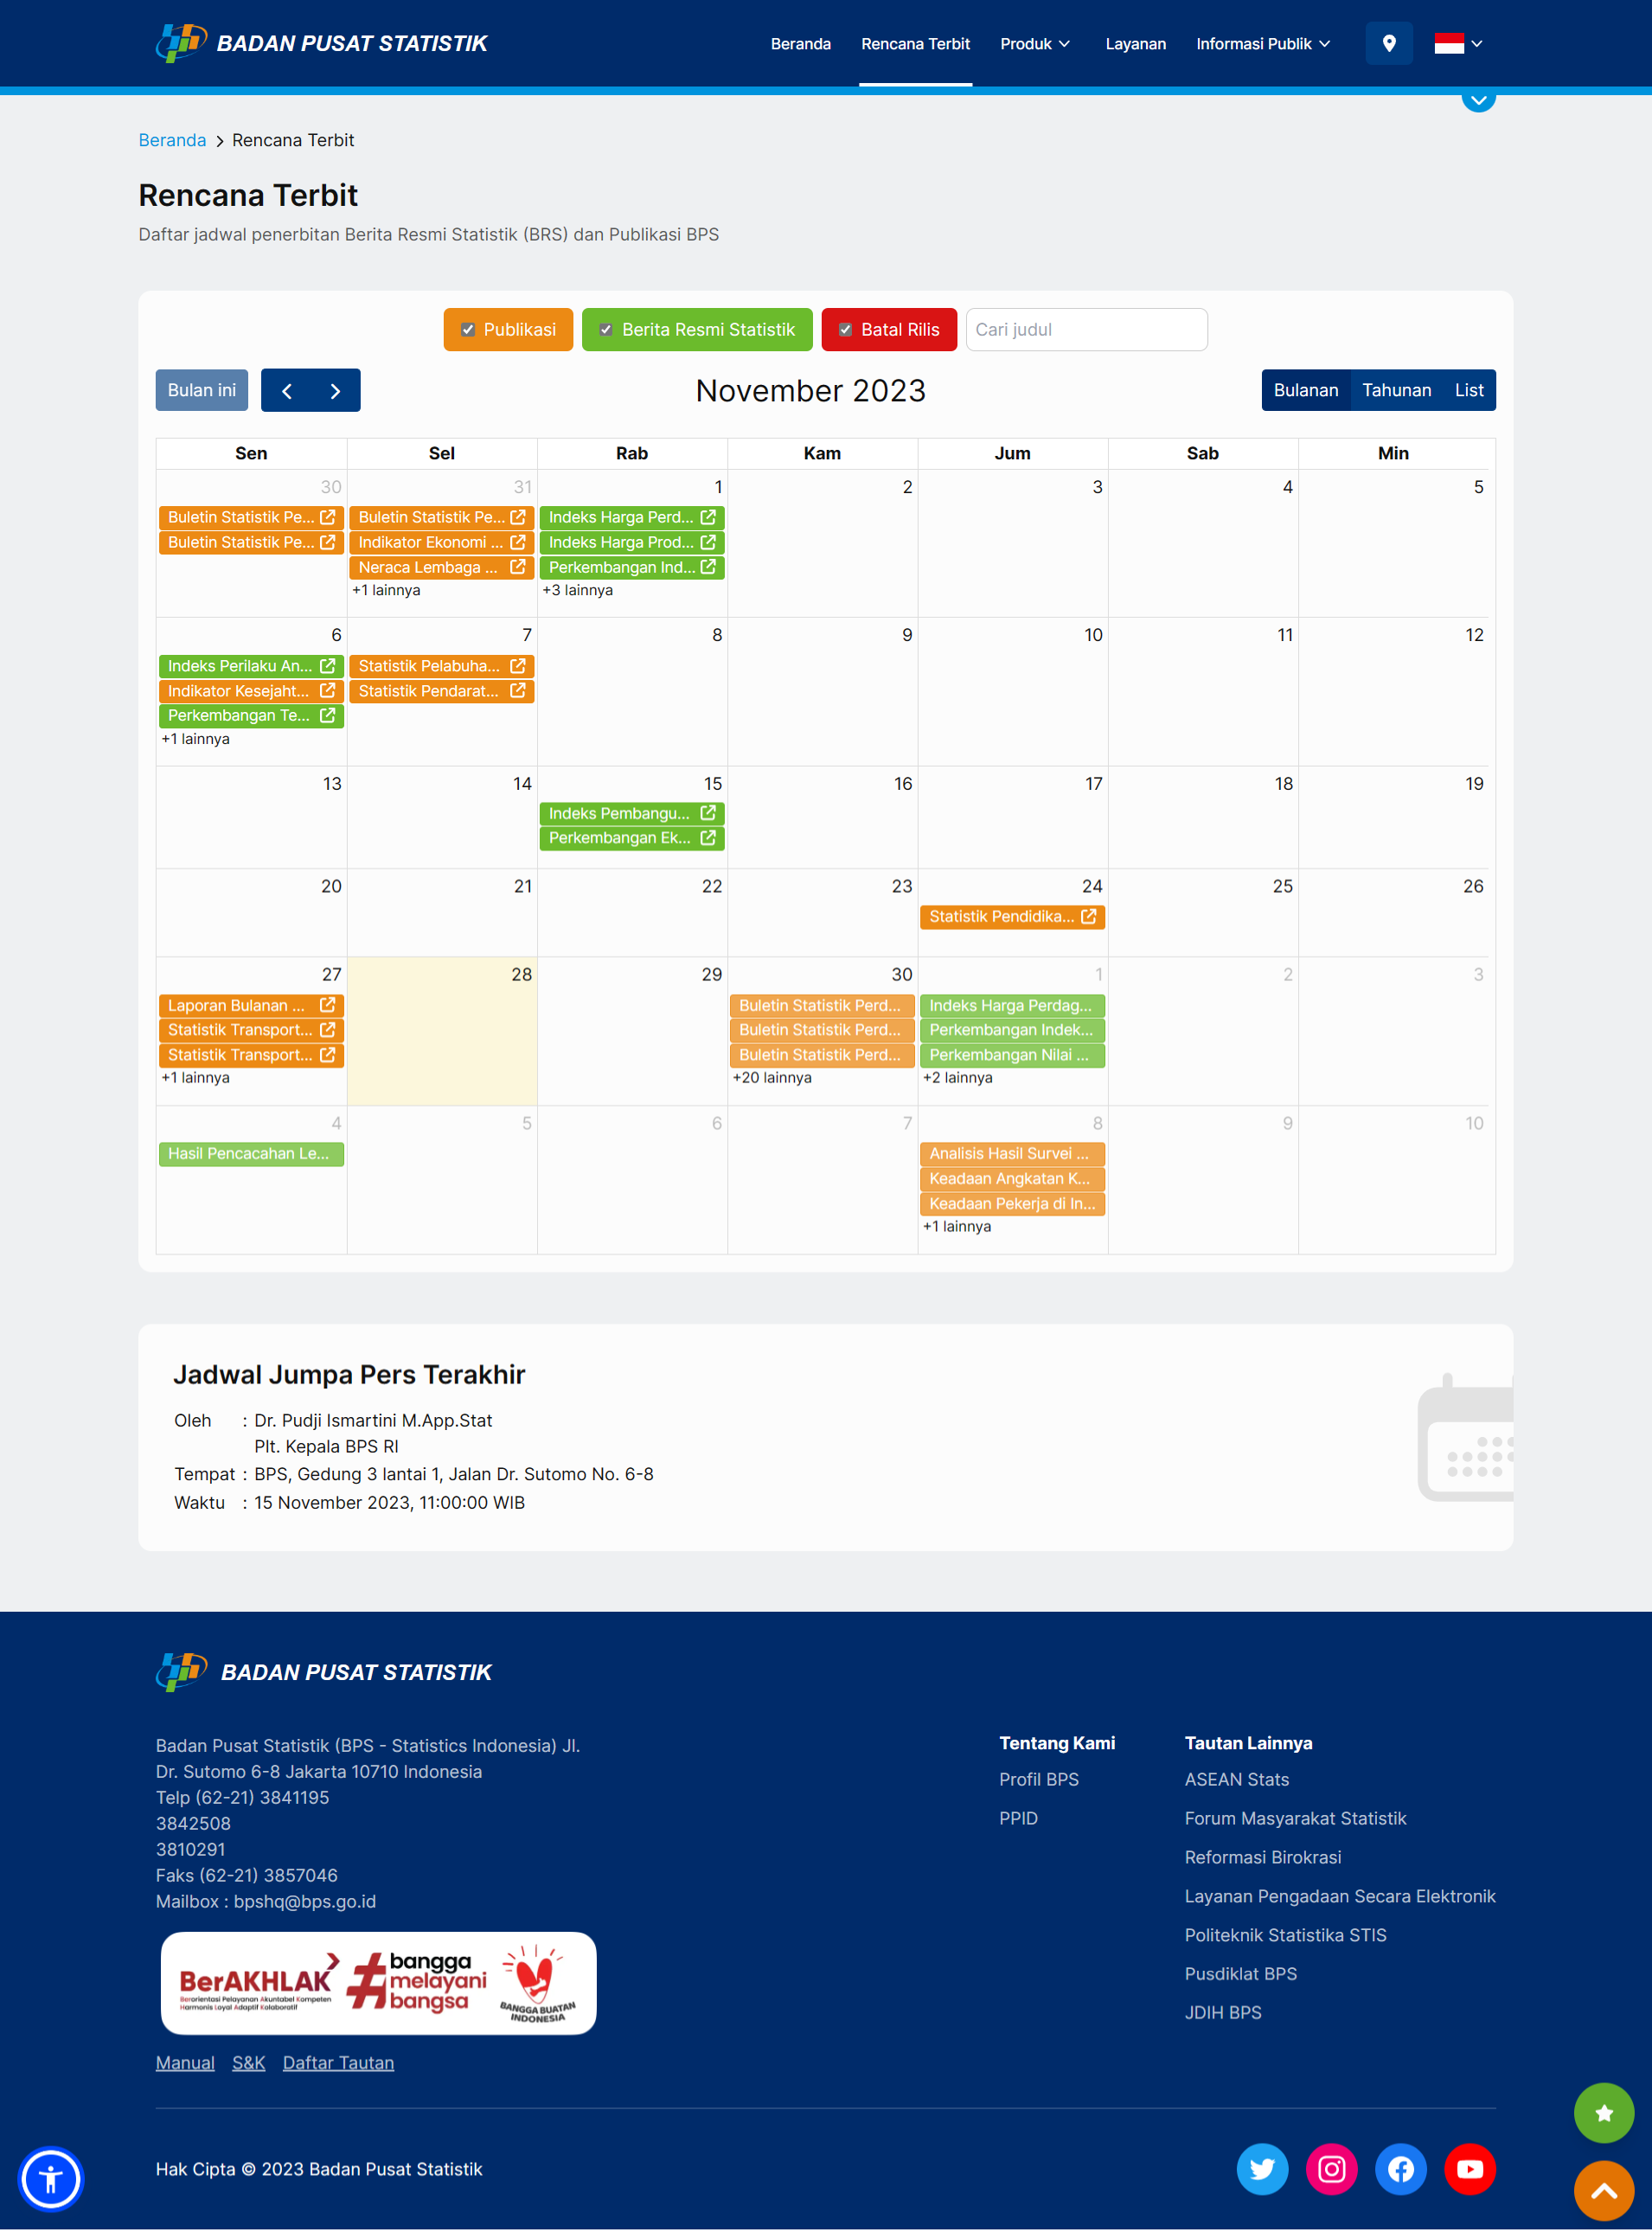 BADAN PUSAT STATISTIK
Beranda
Rencana Terbit
Produk
Layanan
Informasi Publik
Beranda > Rencana Terbit
Rencana Terbit
Daftar jadwal penerbitan Berita Resmi Statistik (BRS) dan Publikasi BPS
Publikasi
Berita Resmi Statistik
Batal Rilis
Cari judul
Bulan ini
November 2023
Bulanan
Tahunan
List
Sen Sel Rab Kam Jum Sab Min
30 31 1 2 3 4 5
Buletin Statistik Pe... Buletin Statistik Pe... Indeks Harga Perd...
Buletin Statistik Pe... Indikator Ekonomi ... Indeks Harga Prod...
Neraca Lembaga ... Perkembangan Ind...
+1 lainnya +3 lainnya
6 7 8 9 10 11 12
Indeks Perilaku An... Statistik Pelabuha...
Indikator Kesejaht... Statistik Pendarat...
Perkembangan Te...
+1 lainnya
13 14 15 16 17 18 19
Indeks Pembangu...
Perkembangan Ek...
20 21 22 23 24 25 26
Statistik Pendidika...
27 28 29 30 1 2 3
Laporan Bulanan ... Buletin Statistik Perd... Indeks Harga Perdag...
Statistik Transport... Buletin Statistik Perd... Perkembangan Indek...
Statistik Transport... Buletin Statistik Perd... Perkembangan Nilai ...
+1 lainnya +20 lainnya +2 lainnya
4 5 6 7 8 9 10
Hasil Pencacahan Le... Analisis Hasil Survei ...
Keadaan Angkatan K...
Keadaan Pekerja di In...
+1 lainnya
Jadwal Jumpa Pers Terakhir
Oleh : Dr. Pudji Ismartini M.App.Stat
Plt. Kepala BPS RI
Tempat : BPS, Gedung 3 lantai 1, Jalan Dr. Sutomo No. 6-8
Waktu : 15 November 2023, 11:00:00 WIB
BADAN PUSAT STATISTIK
Badan Pusat Statistik (BPS - Statistics Indonesia) Jl.
Dr. Sutomo 6-8 Jakarta 10710 Indonesia
Telp (62-21) 3841195
3842508
3810291
Faks (62-21) 3857046
Mailbox : bpshq@bps.go.id
BerAKHLAK
Berorientasi Pelayanan Akuntabel Kompeten
Harmonis Loyal Adaptif Kolaboratif
#bangga
melayani
bangsa
BANGGA BUATAN
INDONESIA
Manual S&K Daftar Tautan
Tentang Kami
Profil BPS
PPID
Tautan Lainnya
ASEAN Stats
Forum Masyarakat Statistik
Reformasi Birokrasi
Layanan Pengadaan Secara Elektronik
Politeknik Statistika STIS
Pusdiklat BPS
JDIH BPS
Hak Cipta © 2023 Badan Pusat Statistik